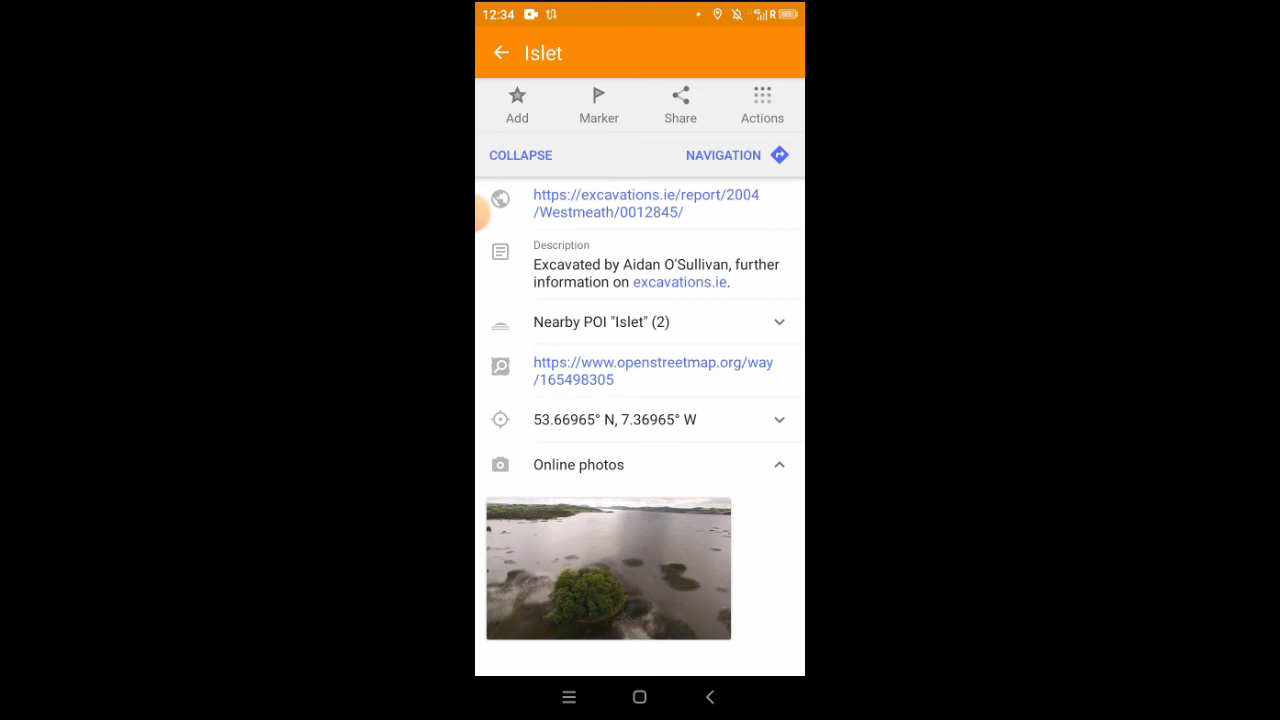 12:34
R
Islet
Add
Marker
Share
Actions
COLLAPSE
NAVIGATION
https://excavations.ie/report/2004
/Westmeath/0012845/
Description
Excavated by Aidan O'Sullivan, further
information on excavations.ie.
Nearby POI "Islet" (2)
https://www.openstreetmap.org/way
/165498305
53.66965° N, 7.36965° W
Online photos